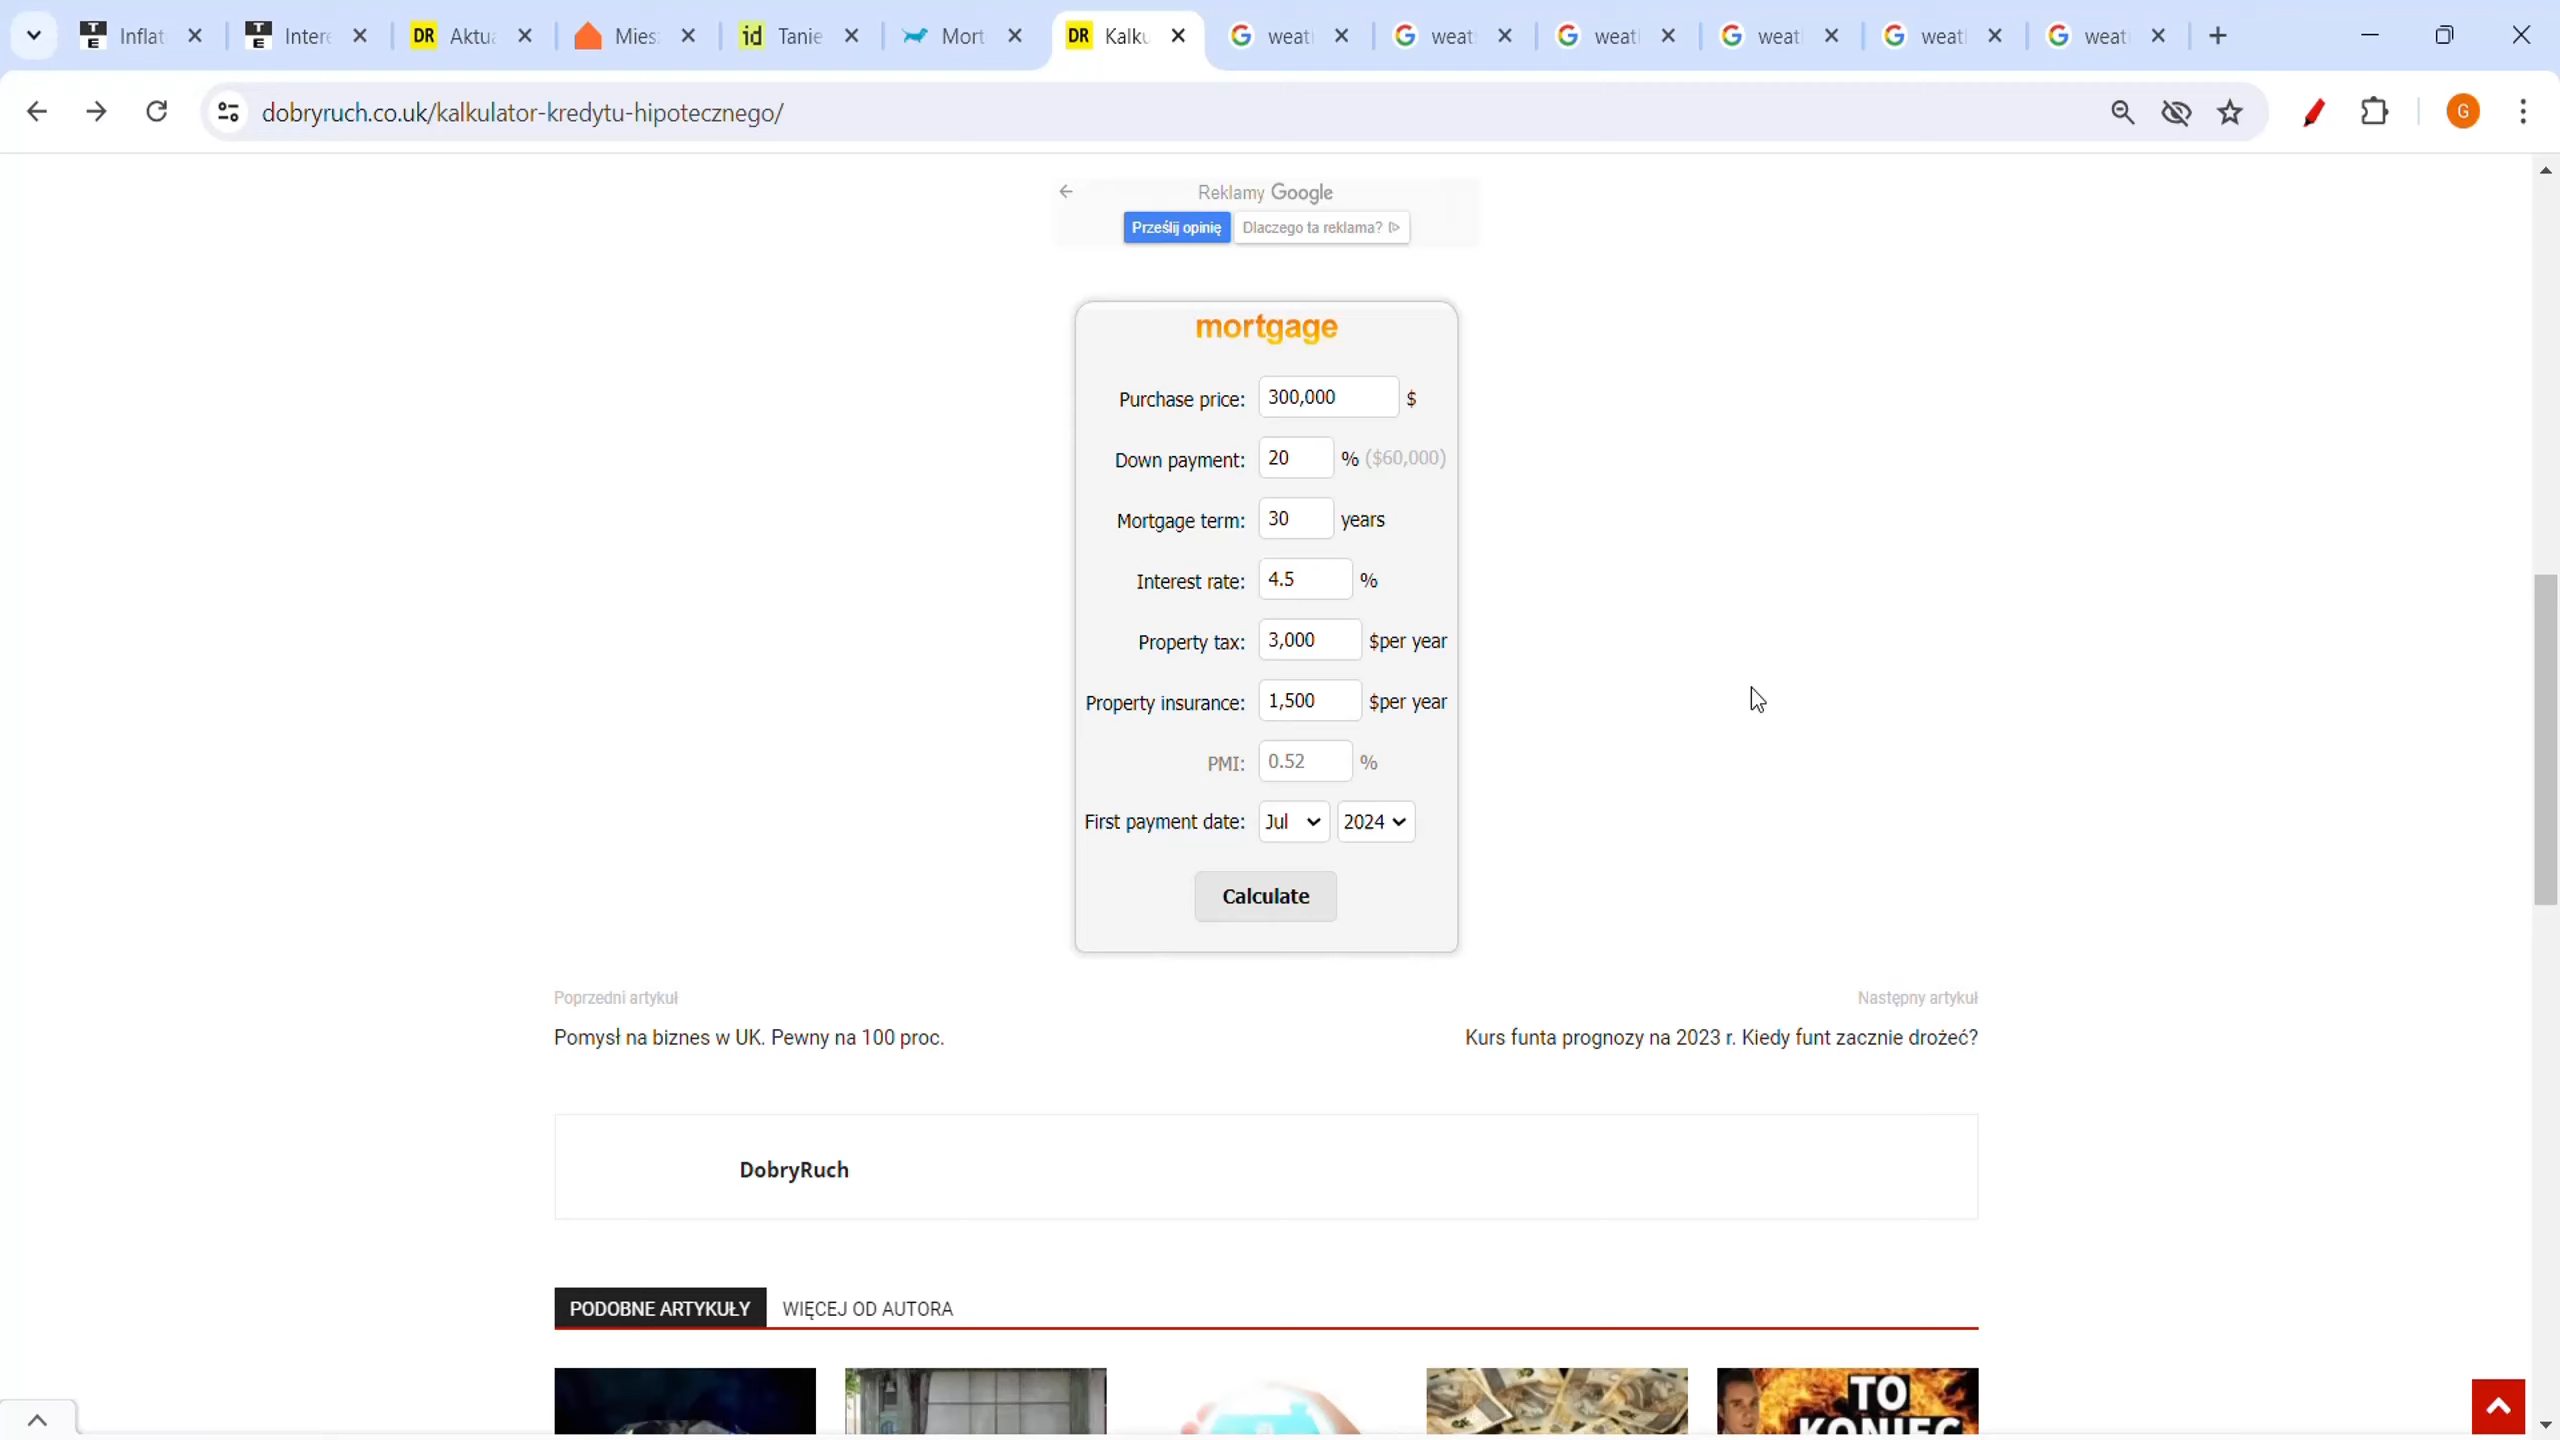 Inflat
Intere
DR Aktua
Mies
id Tanie
Mort
DR Kalku
weat
weat
weat
weat
weat
weat
dobryruch.co.uk/kalkulator-kredytu-hipotecznego/
G
Reklamy Google
Prześlij opinię Dlaczego ta reklama?
mortgage
Purchase price: 300,000 $
Down payment: 20 % ($60,000)
Mortgage term: 30 years
Interest rate: 4.5 %
Property tax: 3,000 $per year
Property insurance: 1,500 $per year
PMI: 0.52 %
First payment date: Jul 2024
Calculate
Poprzedni artykuł
Następny artykuł
Pomysł na biznes w UK. Pewny na 100 proc.
Kurs funta prognozy na 2023 r. Kiedy funt zacznie drożeć?
DobryRuch
PODOBNE ARTYKUŁY WIĘCEJ OD AUTORA
TO
KONIEC